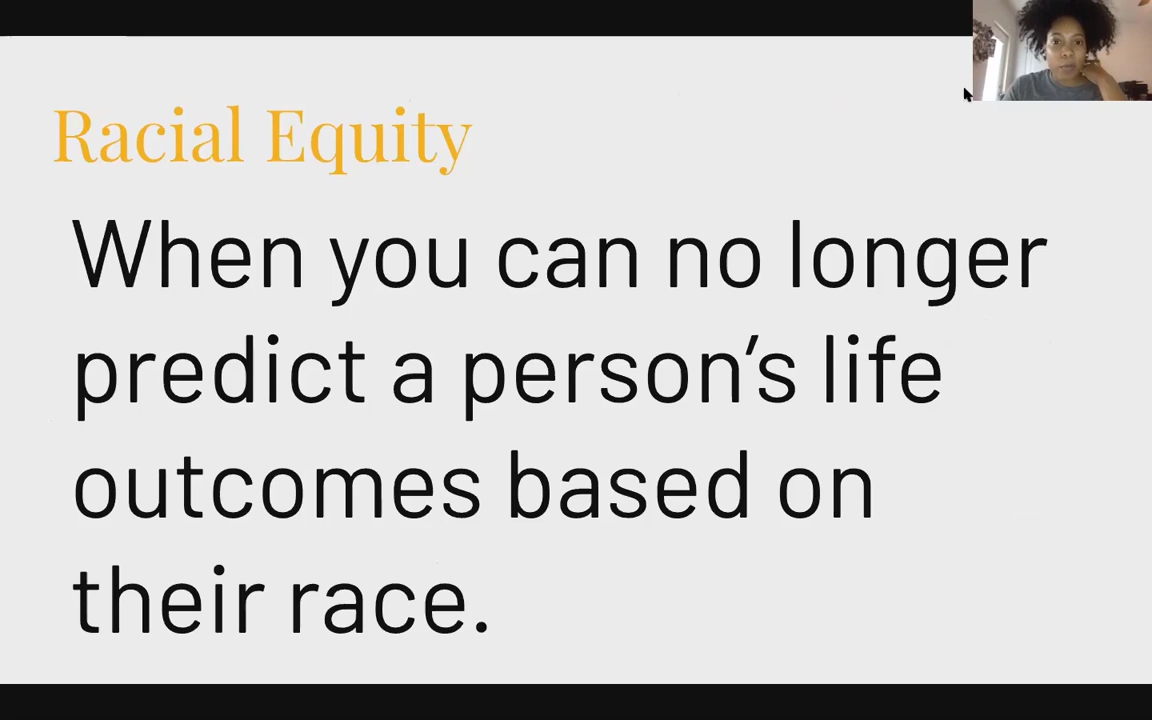 Racial Equity
When you can no longer
predict a person’s life
outcomes based on
their race.